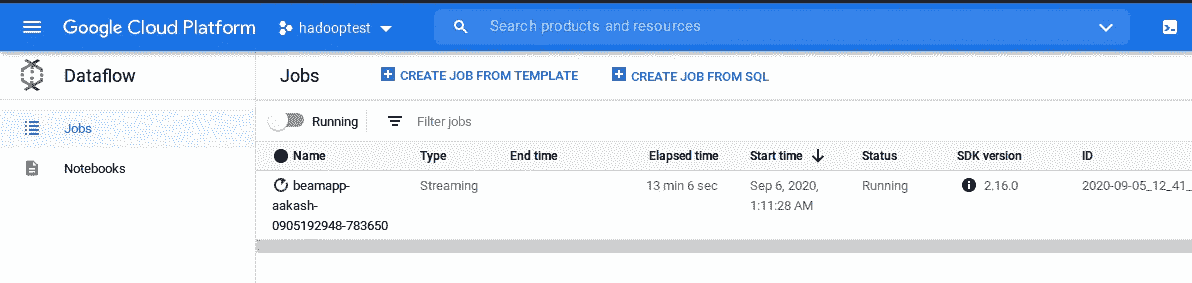 Google Cloud Platform hadooptest Search products and resources
Dataflow Jobs CREATE JOB FROM TEMPLATE CREATE JOB FROM SQL
Jobs
Notebooks
Running Filter jobs
Name Type End time Elapsed time Start time Status SDK version ID
beamapp- Streaming 13 min 6 sec Sep 6, 2020, Running 2.16.0 2020-09-05_12_41_
aakash- 1:11:28 AM
0905192948-783650